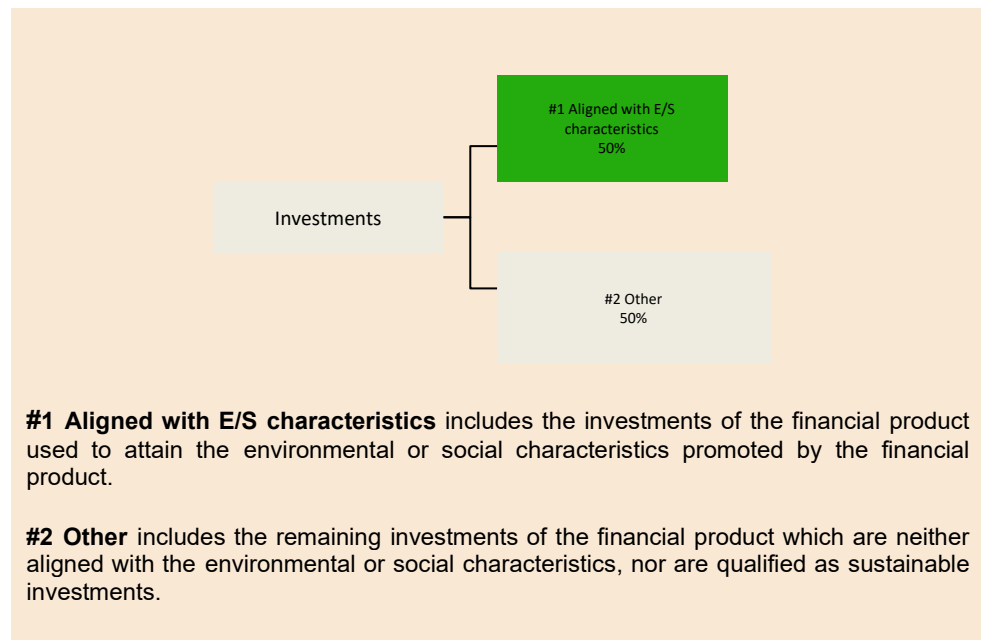 #1 Aligned with E/S
characteristics
50%
Investments
#2 Other
50%
#1 Aligned with E/S characteristics includes the investments of the financial product
used to attain the environmental or social characteristics promoted by the financial
product.
#2 Other includes the remaining investments of the financial product which are neither
aligned with the environmental or social characteristics, nor are qualified as sustainable
investments.